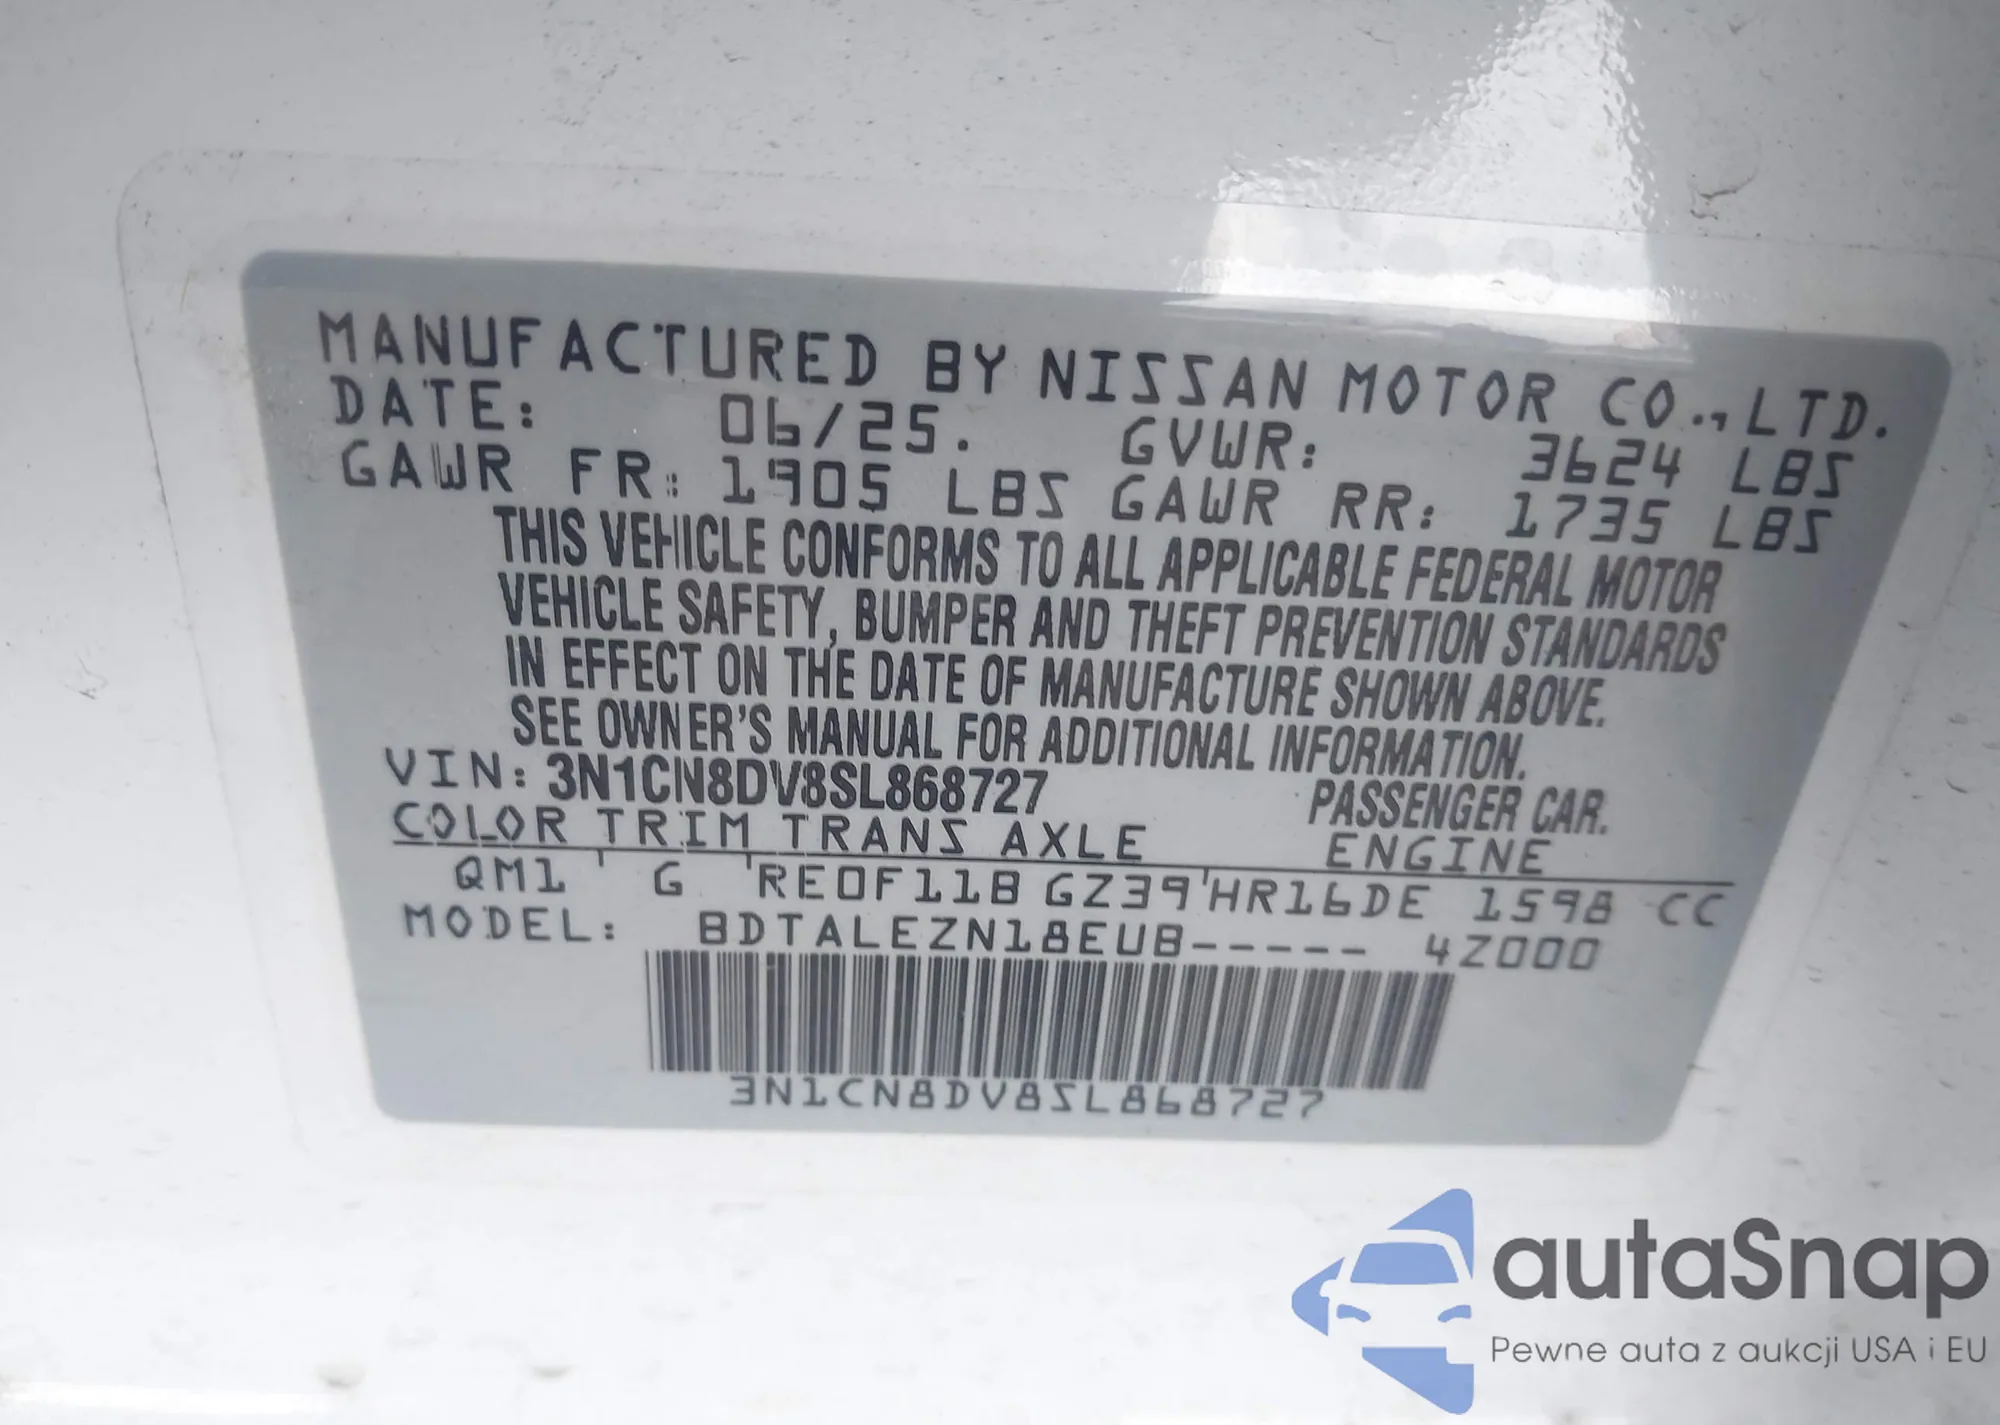 MANUFACTURED BY NISSAN MOTOR CO., LTD.
DATE: 06/25. GVWR: 3624 LBS
GAWR FR: 1905 LBS GAWR RR: 1735 LBS
THIS VEHICLE CONFORMS TO ALL APPLICABLE FEDERAL MOTOR
VEHICLE SAFETY, BUMPER AND THEFT PREVENTION STANDARDS
IN EFFECT ON THE DATE OF MANUFACTURE SHOWN ABOVE.
SEE OWNER'S MANUAL FOR ADDITIONAL INFORMATION.
VIN: 3N1CN8DV8SL868727 PASSENGER CAR.
COLOR TRIM TRANS AXLE ENGINE
QM1 G RE0F11B GZ39 HR16DE 1598 CC
MODEL: BDTALEZN18EUB----- 4Z000
3N1CN8DV8SL868727
autaSnap
Pewne auta z aukcji USA i EU